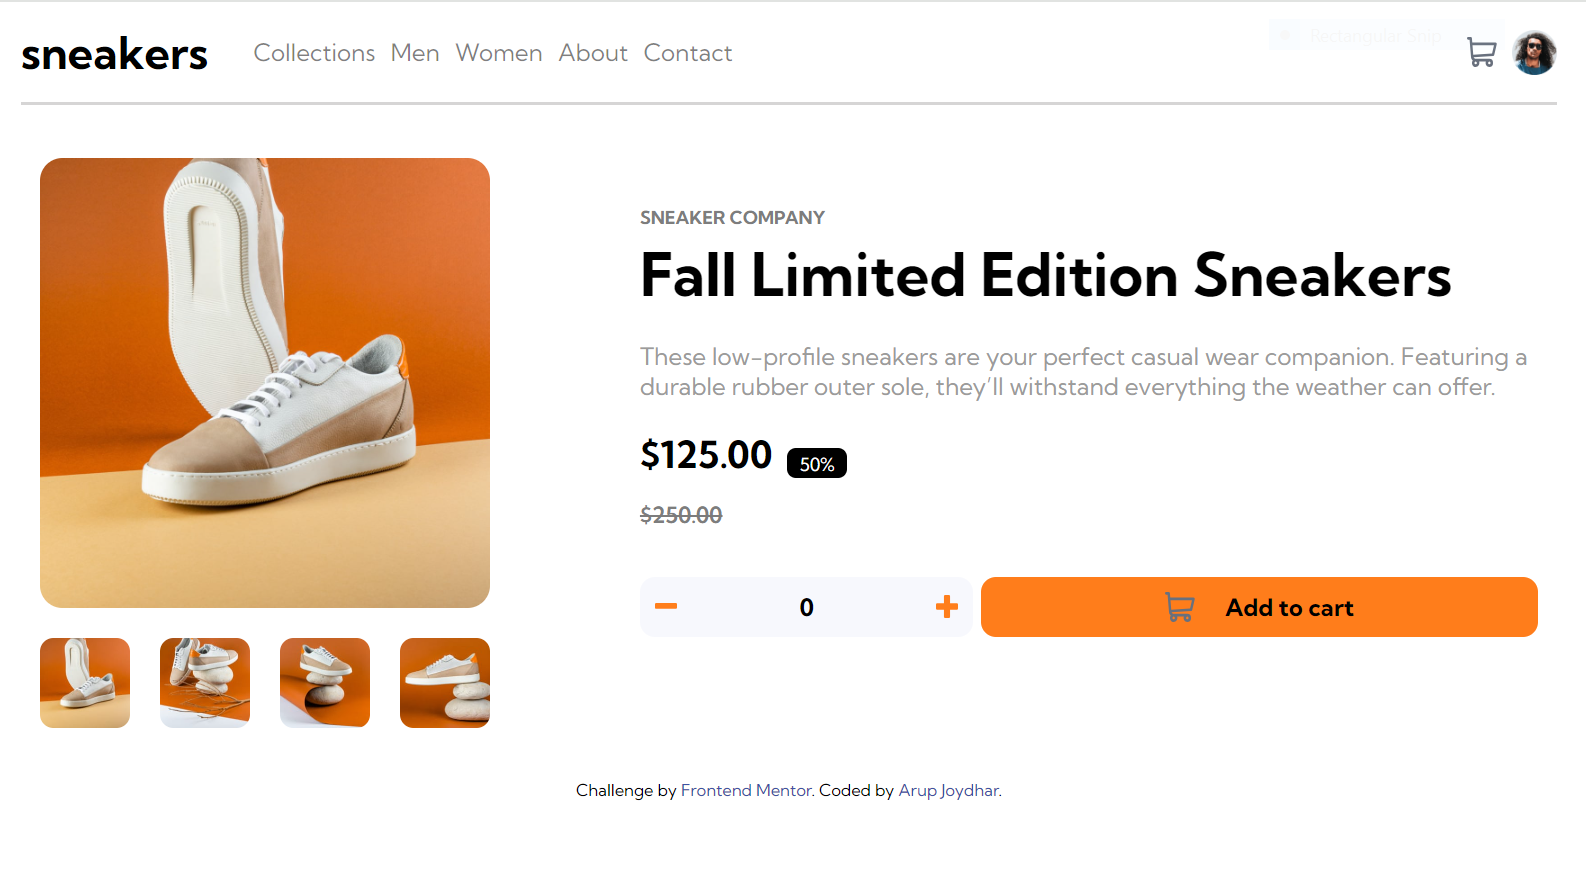 sneakers
Collections Men Women About Contact
Rectangular Snip
SNEAKER COMPANY
Fall Limited Edition Sneakers
These low-profile sneakers are your perfect casual wear companion. Featuring a
durable rubber outer sole, they’ll withstand everything the weather can offer.
$125.00 50%
$250.00
0
Add to cart
Challenge by Frontend Mentor. Coded by Arup Joydhar.